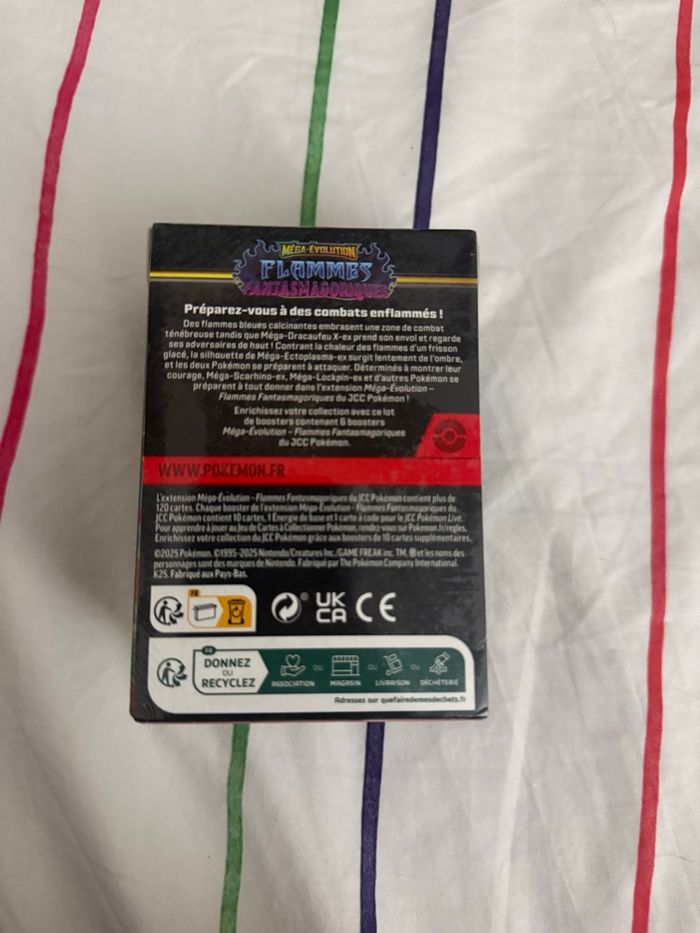 MÉGA-ÉVOLUTION
FLAMMES
FANTASMAGORIQUES
Préparez-vous à des combats enflammés !
Des flammes bleues calcinantes embrasent une zone de combat
ténébreuse tandis que Méga-Dracaufeu X-ex prend son envol et regarde
ses adversaires de haut ! Contrant la chaleur des flammes d'un frisson
glacé, la silhouette de Méga-Ectoplasma-ex surgit lentement de l'ombre,
et les deux Pokémon se préparent à attaquer. Déterminés à montrer leur
courage, Méga-Scarhino-ex, Méga-Lockpin-ex et d'autres Pokémon se
préparent à tout donner dans l'extension Méga-Évolution –
Flammes Fantasmagoriques du JCC Pokémon !
Enrichissez votre collection avec ce lot
de boosters contenant 6 boosters
Méga-Évolution – Flammes Fantasmagoriques
du JCC Pokémon.
WWW.POKEMON.FR
L'extension Méga-Évolution – Flammes Fantasmagoriques du JCC Pokémon contient plus de
120 cartes. Chaque booster de l'extension Méga-Évolution – Flammes Fantasmagoriques du
JCC Pokémon contient 10 cartes, 1 Énergie de base et 1 carte à code pour le JCC Pokémon Live.
Pour apprendre à jouer au Jeu de Cartes à Collectionner Pokémon, rendez-vous sur Pokemon.fr/regles.
Enrichissez votre collection du JCC Pokémon grâce aux boosters de 10 cartes supplémentaires.
©2025 Pokémon. ©1995-2025 Nintendo/Creatures Inc./GAME FREAK inc. TM, ® et les noms des
personnages sont des marques de Nintendo. Fabriqué par The Pokémon Company International.
K25. Fabriqué aux Pays-Bas.
FR
® UK CA CE
FR
DONNEZ
OU
RECYCLEZ
ASSOCIATION OU MAGASIN OU LIVRAISON OU DÉCHÈTERIE
Adresses sur quefairedemesdechets.fr